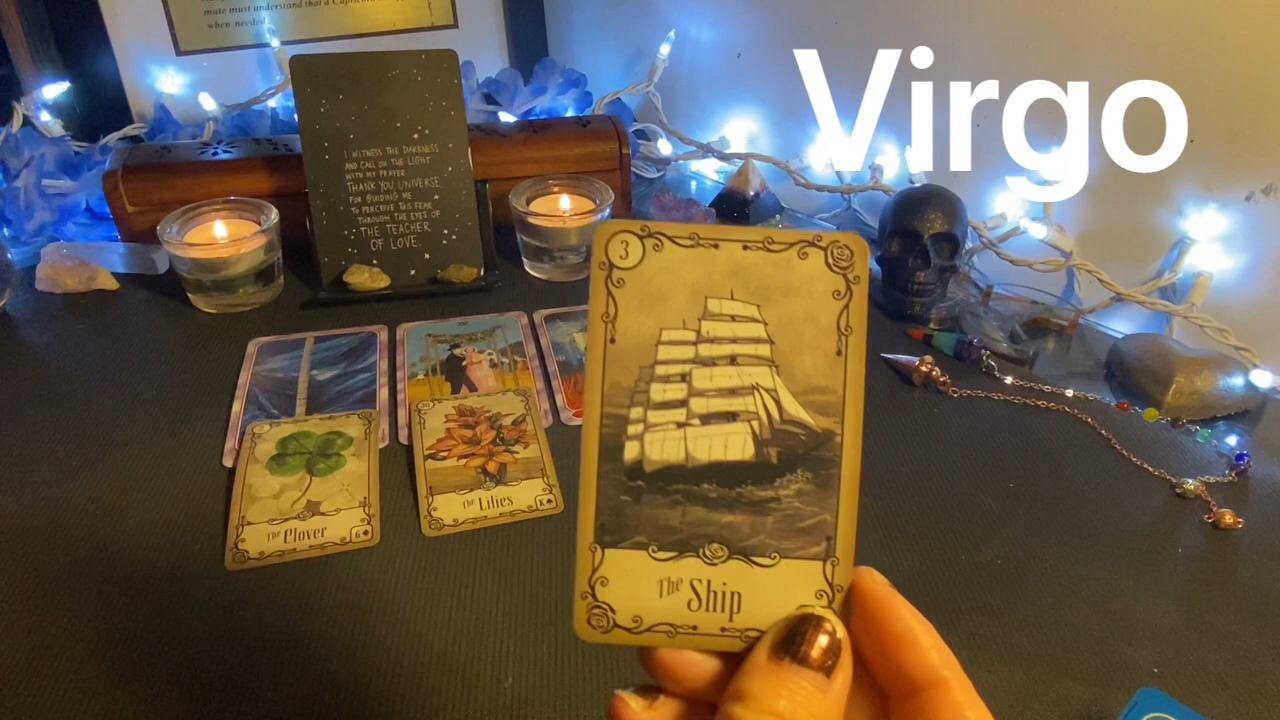 mate must understand that a Capricorn
when needed.
Virgo
I WITNESS THE DARKNESS
AND CALL ON THE LIGHT
WITH MY PRAYER
THANK YOU, UNIVERSE,
FOR GUIDING ME
TO PERCEIVE THIS FEAR
THROUGH THE EYES OF
THE TEACHER
OF LOVE.
3
The Ship
The Clover
6
30
The Lilies
K